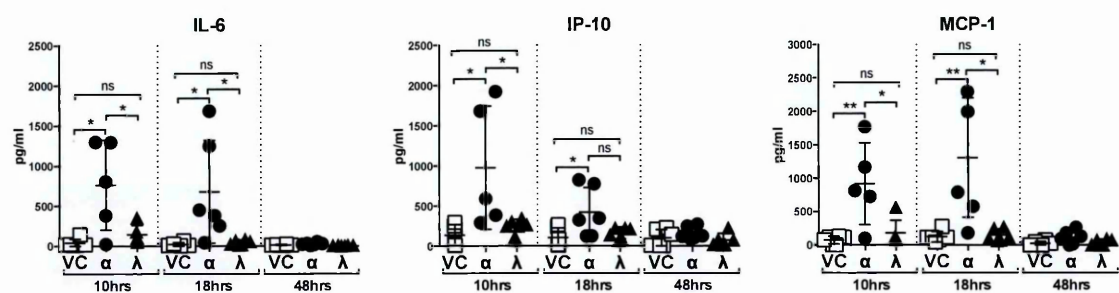 IL-6
pg/ml
2500
2000
1500
1000
500
0
ns
* *
ns
* *
VC α λ VC α λ VC α λ
10hrs 18hrs 48hrs
IP-10
pg/ml
2500
2000
1500
1000
500
0
ns
* *
ns
* ns
VC α λ VC α λ VC α λ
10hrs 18hrs 48hrs
MCP-1
pg/ml
3000
2500
2000
1500
1000
500
0
ns
** *
ns
** *
VC α λ VC α λ VC α λ
10hrs 18hrs 48hrs